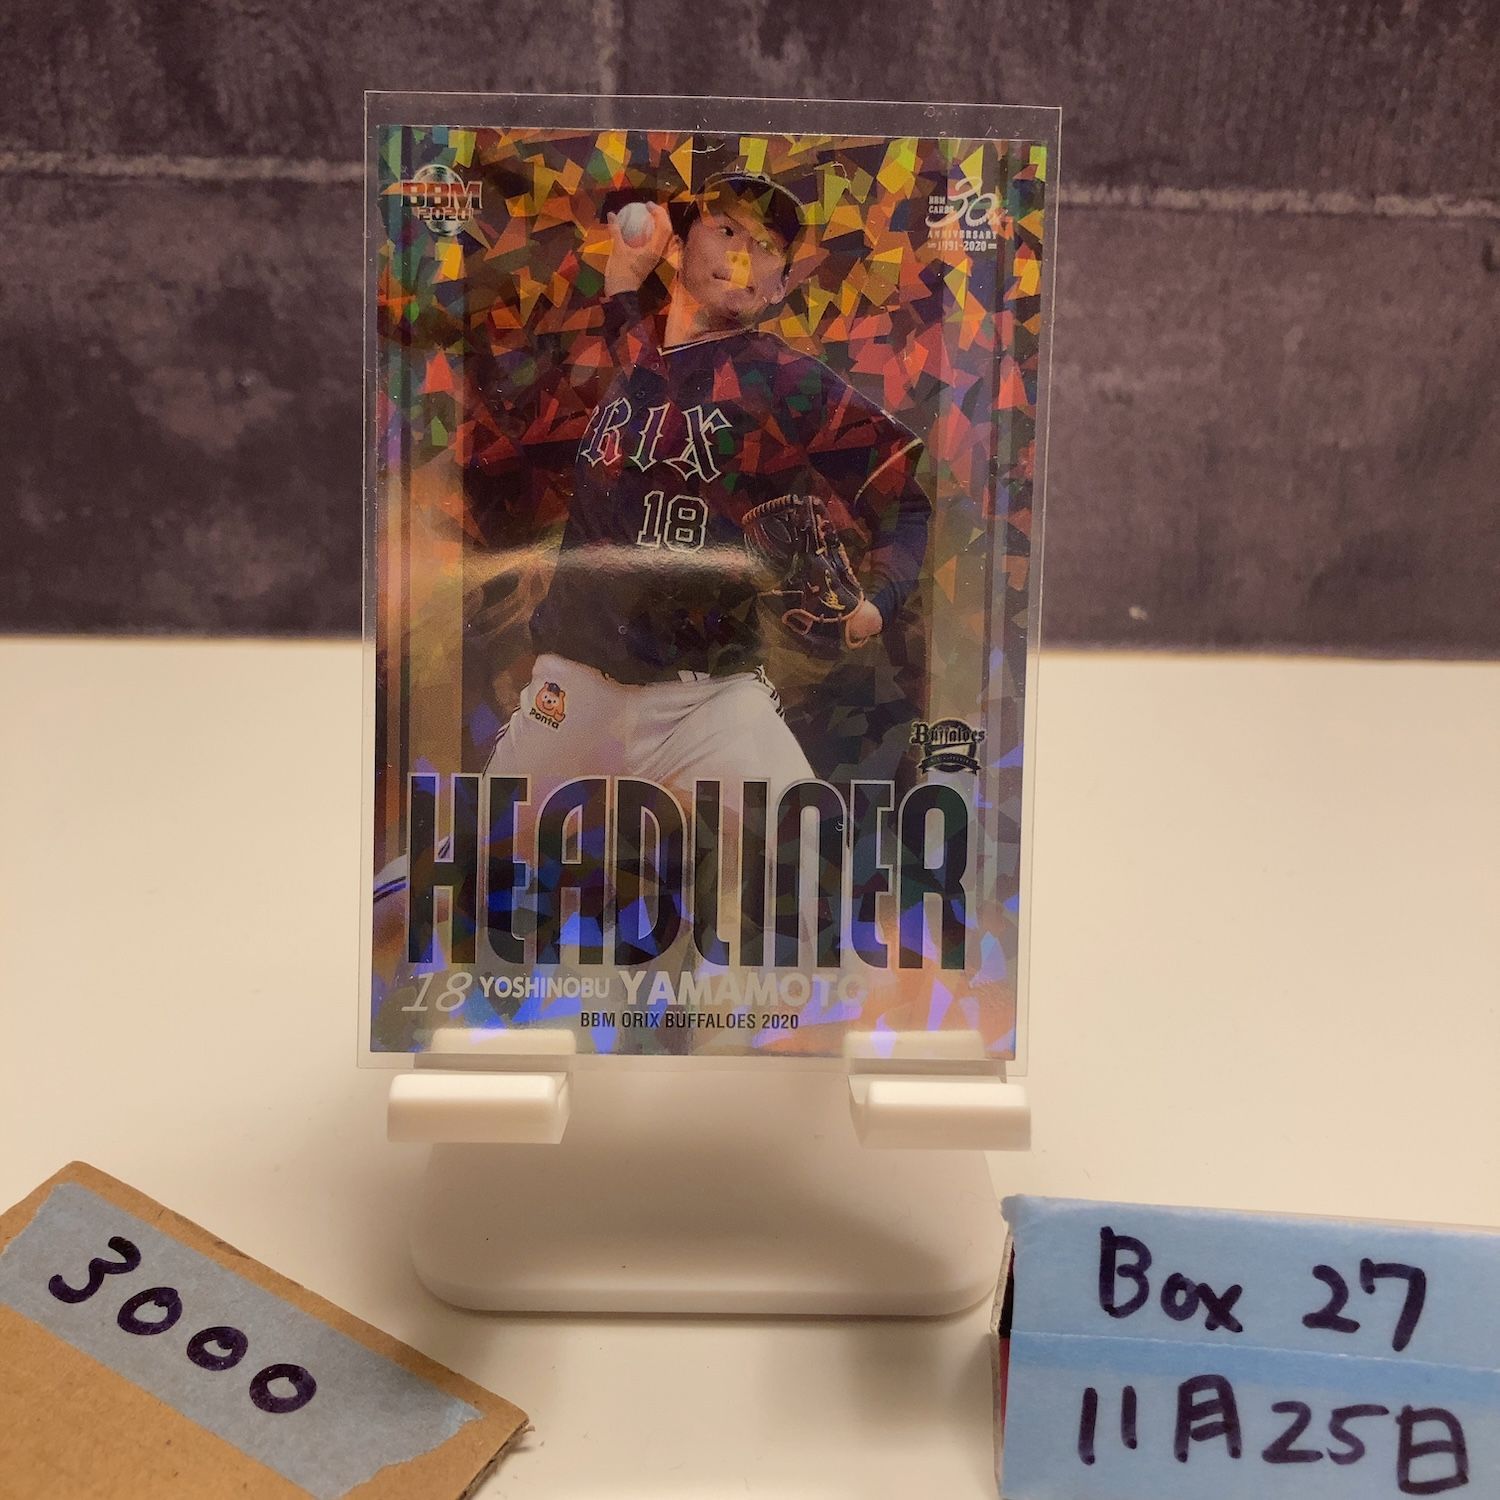 BBM
2020
BBM
CARDS 30th
ANNIVERSARY
1991-2020
ORIX
18
Ponta
Buffaloes
HEADLINER
18 YOSHINOBU YAMAMOTO
BBM ORIX BUFFALOES 2020
3000
Box 27
11月25日